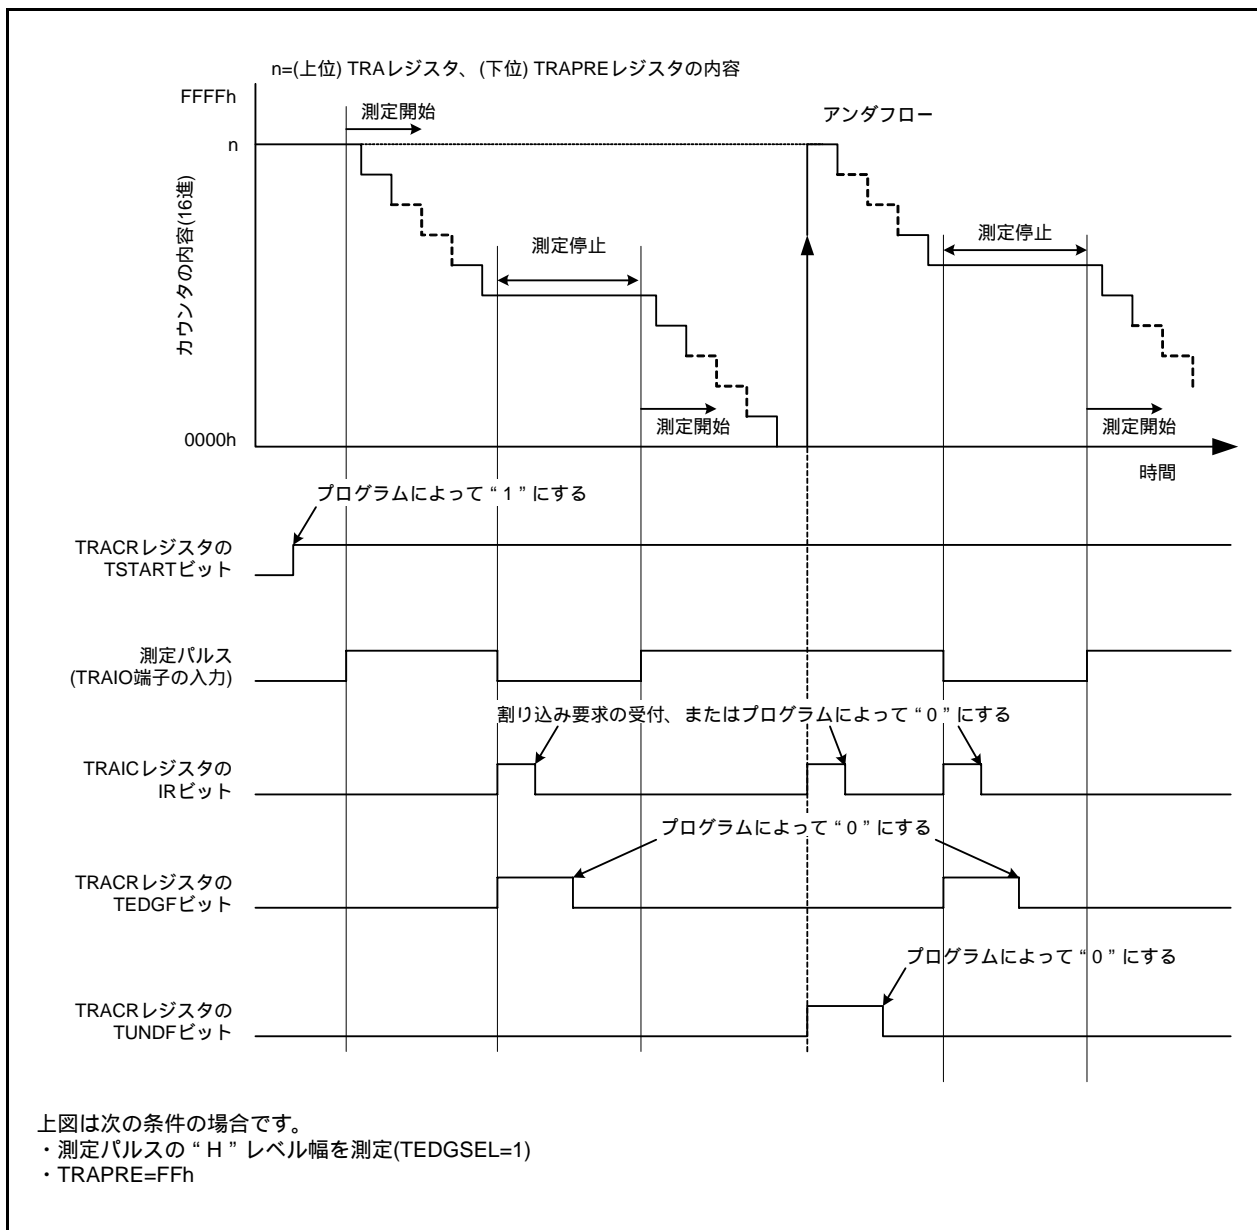 n=(上位) TRAレジスタ、(下位) TRAPREレジスタの内容
FFFFh
測定開始
アンダフロー
n
カウンタの内容(16進)
測定停止
測定停止
測定開始
測定開始
0000h
時間
プログラムによって“1”にする
TRACRレジスタの
TSTARTビット
測定パルス
(TRAIO端子の入力)
割り込み要求の受付、またはプログラムによって“0”にする
TRAICレジスタの
IRビット
プログラムによって“0”にする
TRACRレジスタの
TEDGFビット
プログラムによって“0”にする
TRACRレジスタの
TUNDFビット
上図は次の条件の場合です。
・測定パルスの“H”レベル幅を測定(TEDGSEL=1)
・TRAPRE=FFh